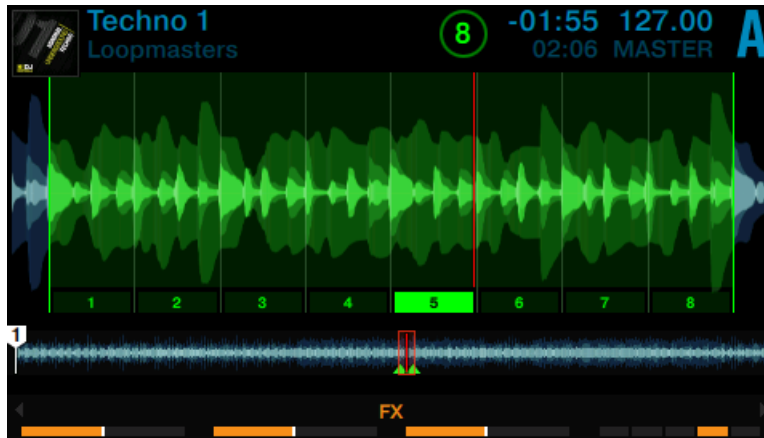 Techno 1
Loopmasters
8
-01:55 127.00
02:06 MASTER
A
1 2 3 4 5 6 7 8
1
FX